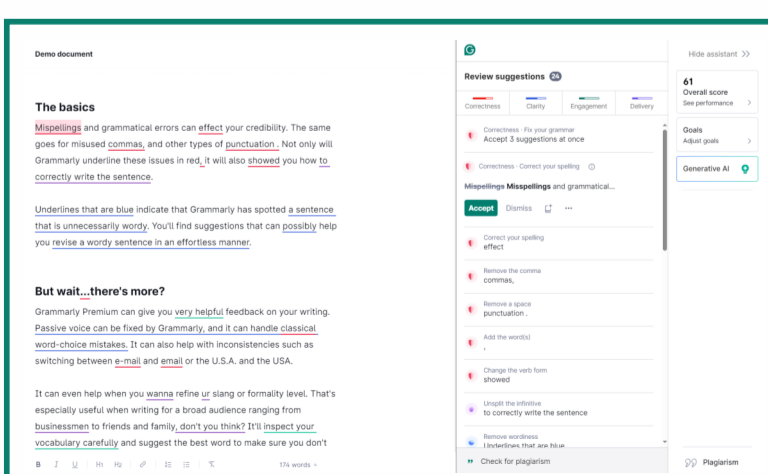 Demo document
The basics
Mispellings and grammatical errors can effect your credibility. The same
goes for misused commas, and other types of punctuation . Not only will
Grammarly underline these issues in red, it will also showed you how to
correctly write the sentence.
Underlines that are blue indicate that Grammarly has spotted a sentence
that is unnecessarily wordy. You'll find suggestions that can possibly help
you revise a wordy sentence in an effortless manner.
But wait...there's more?
Grammarly Premium can give you very helpful feedback on your writing.
Passive voice can be fixed by Grammarly, and it can handle classical
word-choice mistakes. It can also help with inconsistencies such as
switching between e-mail and email or the U.S.A. and the USA.
It can even help when you wanna refine ur slang or formality level. That's
especially useful when writing for a broad audience ranging from
businessmen to friends and family, don't you think? It'll inspect your
vocabulary carefully and suggest the best word to make sure you don't
B I U H1 H2
174 words
G
Review suggestions 24
Correctness Clarity Engagement Delivery
Correctness · Fix your grammar
Accept 3 suggestions at once
Correctness · Correct your spelling
Mispellings Misspellings and grammatical...
Accept Dismiss
Correct your spelling
effect
Remove the comma
commas,
Remove a space
punctuation .
Add the word(s)
,
Change the verb form
showed
Unsplit the infinitive
to correctly write the sentence
Remove wordiness
Underlines that are blue
Check for plagiarism
Hide assistant
61
Overall score
See performance
Goals
Adjust goals
Generative AI
Plagiarism